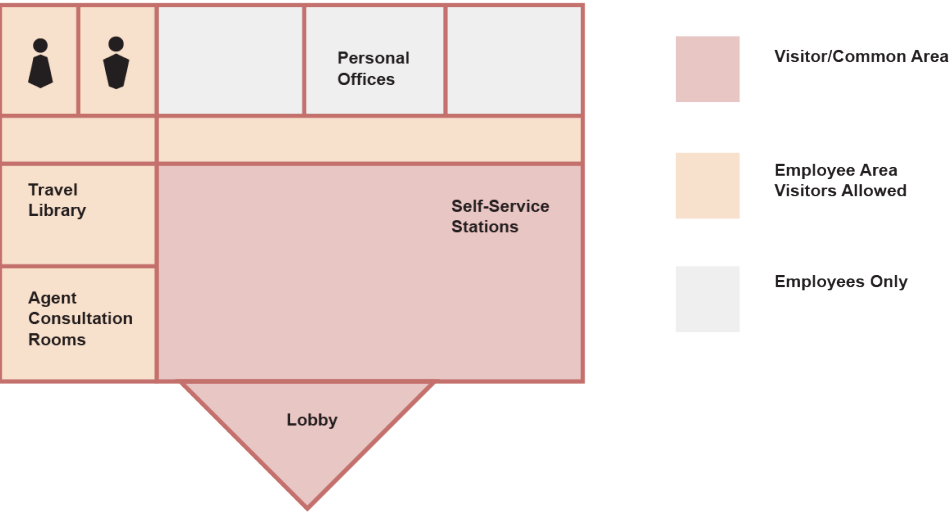 Personal
Offices
Travel
Library
Self-Service
Stations
Agent
Consultation
Rooms
Lobby
Visitor/Common Area
Employee Area
Visitors Allowed
Employees Only